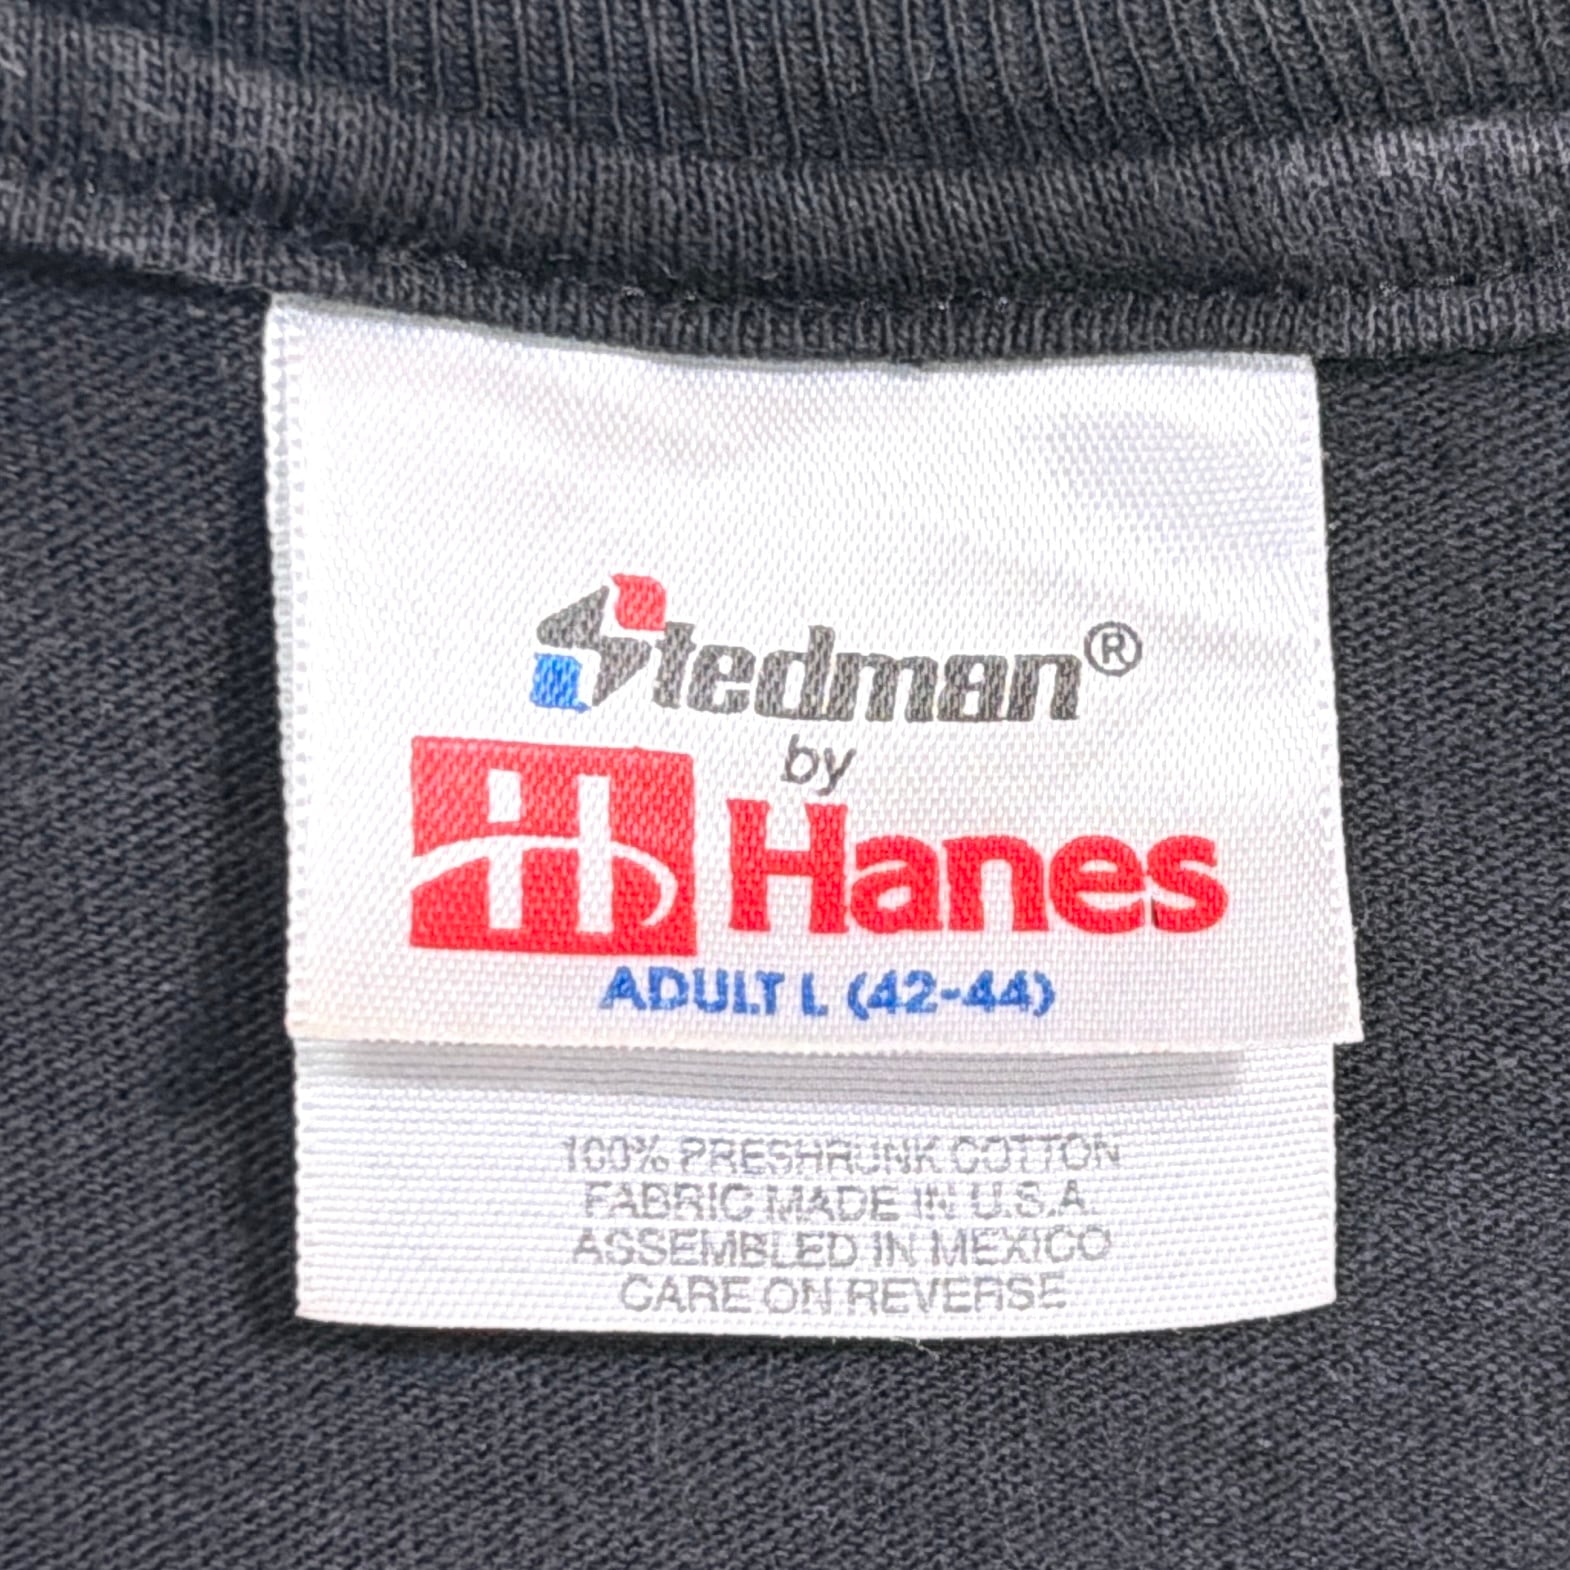 Stedman®
by
Hanes
ADULT L (42-44)
100% PRESHRUNK COTTON
FABRIC MADE IN U.S.A.
ASSEMBLED IN MEXICO
CARE ON REVERSE